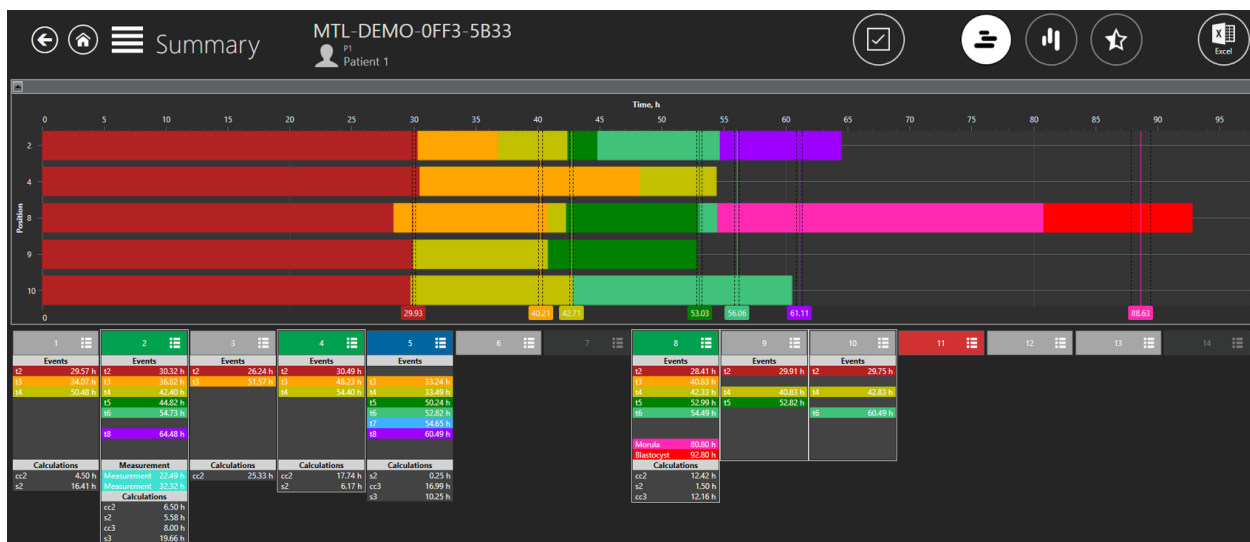 Summary
MTL-DEMO-0FF3-5B33
P1
Patient 1
Excel
Time, h
0 5 10 15 20 25 30 35 40 45 50 55 60 65 70 75 80 85 90 95
Position
2
4
8
9
10
0
29.93 40.21 42.71 53.03 56.06 61.11 88.63
1 2 3 4 5 6 7 8 9 10 11 12 13 14
Events
t2 29.57 h
t3 34.07 h
t4 50.48 h
Calculations
cc2 4.50 h
s2 16.41 h
Events
t2 30.32 h
t3 36.82 h
t4 42.40 h
t5 44.82 h
t6 54.73 h
t8 64.48 h
Measurement
Measurement 22.49 h
Measurement 32.32 h
Calculations
cc2 6.50 h
s2 5.58 h
cc3 8.00 h
s3 19.66 h
Events
t2 26.24 h
t3 51.57 h
Calculations
cc2 25.33 h
Events
t2 30.49 h
t3 48.23 h
t4 54.40 h
Calculations
cc2 17.74 h
s2 6.17 h
Events
t3 33.24 h
t4 33.49 h
t5 50.24 h
t6 52.82 h
t7 54.65 h
t8 60.49 h
Calculations
s2 0.25 h
cc3 16.99 h
s3 10.25 h
Events
t2 28.41 h
t3 40.83 h
t4 42.33 h
t5 52.99 h
t6 54.49 h
Morula 80.80 h
Blastocyst 92.80 h
Calculations
cc2 12.42 h
s2 1.50 h
cc3 12.16 h
Events
t2 29.91 h
t4 40.83 h
t5 52.82 h
Events
t2 29.75 h
t4 42.83 h
t6 60.49 h